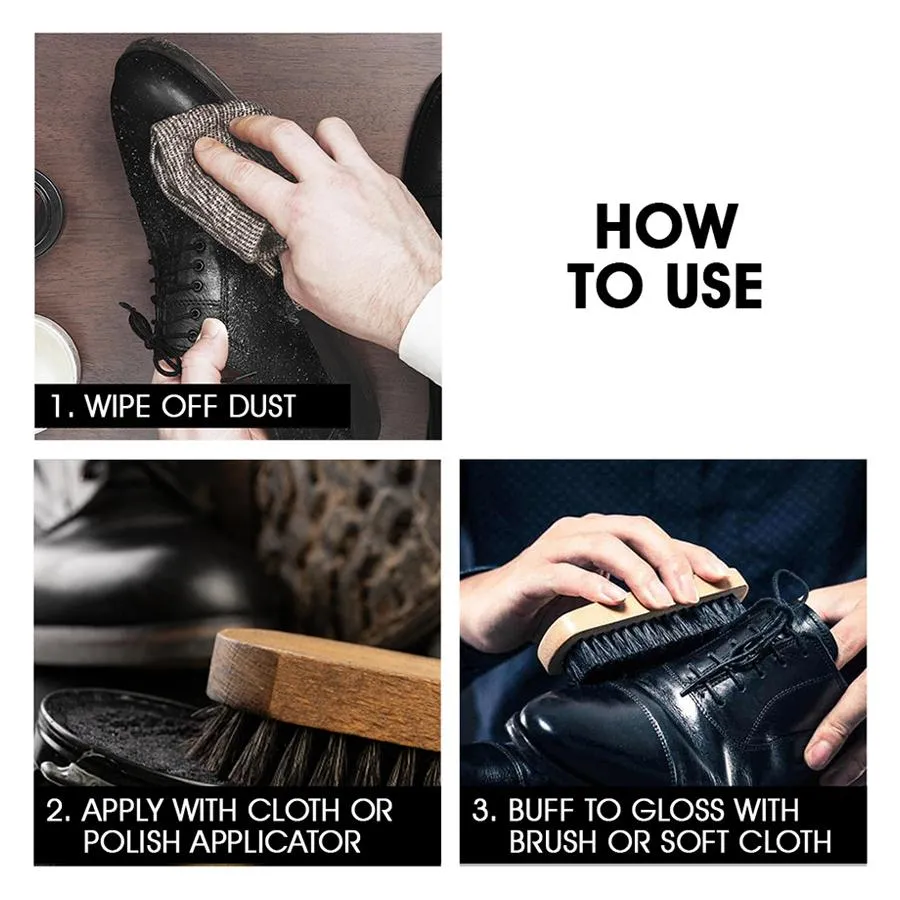 HOW
TO USE
1. WIPE OFF DUST
2. APPLY WITH CLOTH OR
POLISH APPLICATOR
3. BUFF TO GLOSS WITH
BRUSH OR SOFT CLOTH